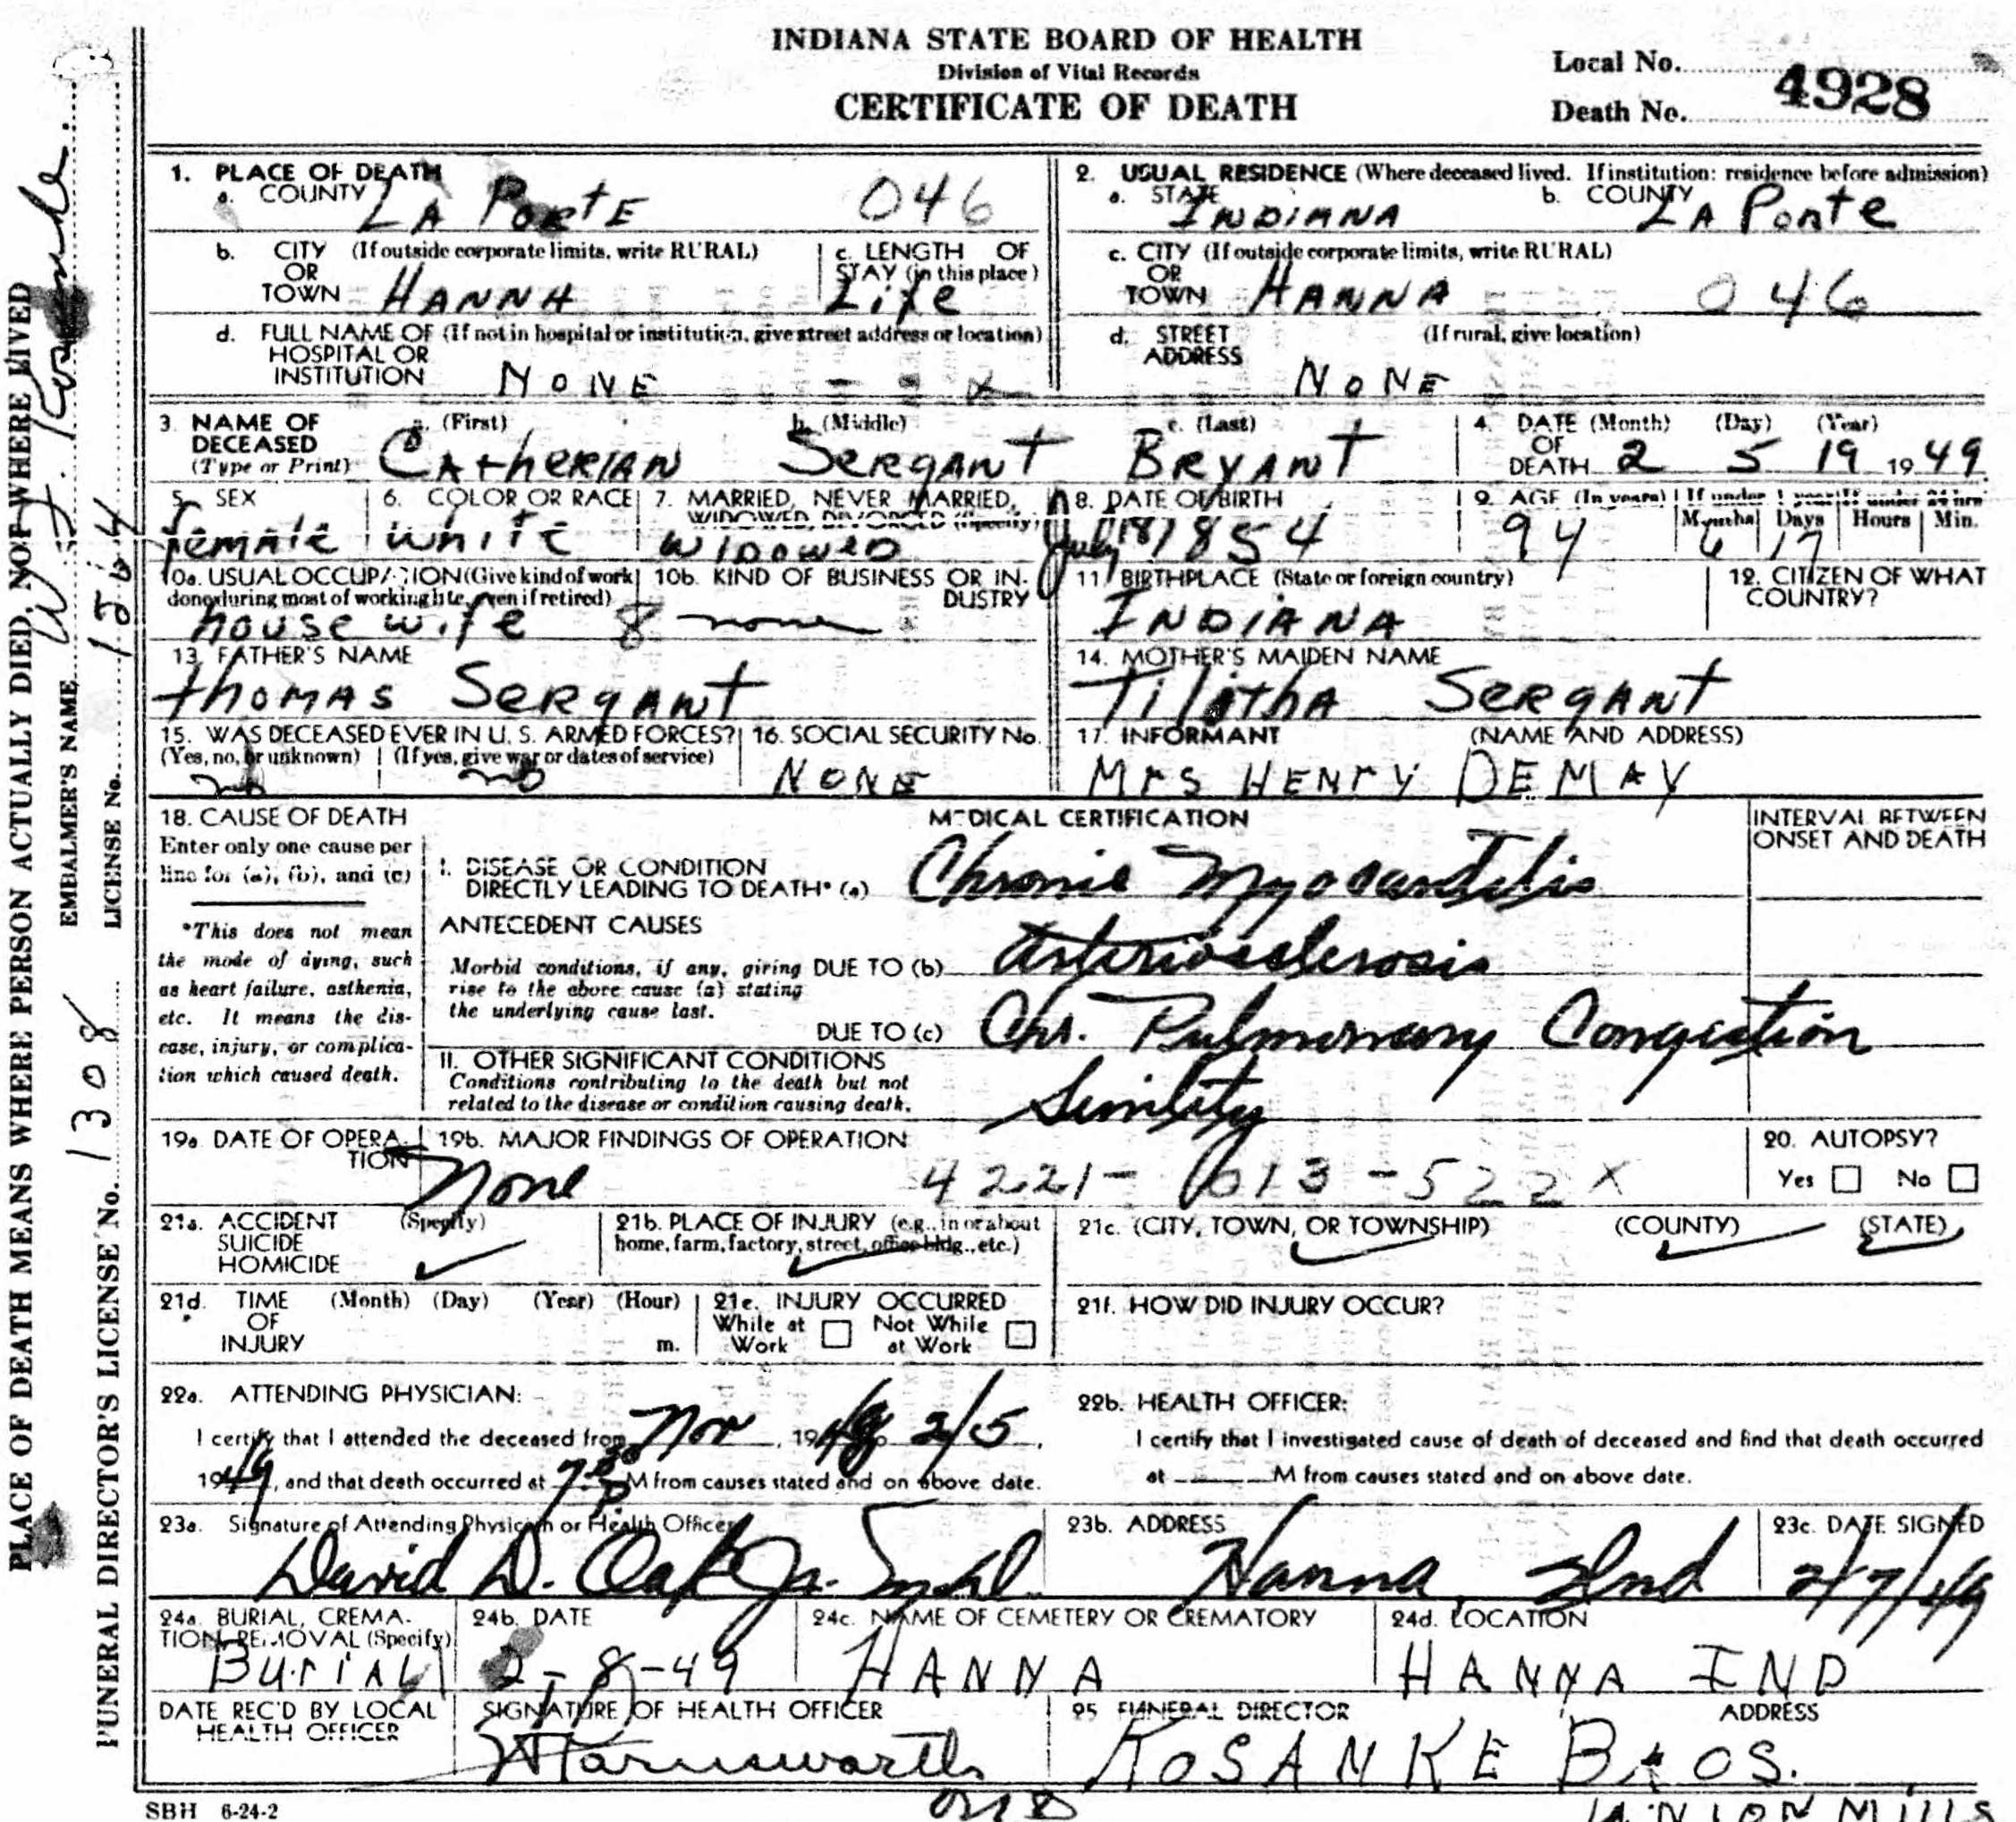 INDIANA STATE BOARD OF HEALTH
Division of Vital Records
CERTIFICATE OF DEATH
Local No.
Death No. 4928
1. PLACE OF DEATH
a. COUNTY LA PORTE 046
b. CITY (If outside corporate limits, write RURAL) OR TOWN HANNA
c. LENGTH OF STAY (in this place) Life
d. FULL NAME OF (If not in hospital or institution, give street address or location) HOSPITAL OR INSTITUTION NONE - - x
2. USUAL RESIDENCE (Where deceased lived. If institution: residence before admission)
a. STATE INDIANA b. COUNTY LA Porte
c. CITY (If outside corporate limits, write RURAL) OR TOWN HANNA 046
d. STREET ADDRESS (If rural, give location) NONE
3. NAME OF DECEASED (Type or Print)
a. (First) CAtHERIAN b. (Middle) SERGANT c. (Last) BRYANT
4. DATE OF DEATH (Month) (Day) (Year) 2 5 19 1949
5. SEX Female
6. COLOR OR RACE White
7. MARRIED, NEVER MARRIED, WIDOWED, DIVORCED (Specify) WIDOWED
8. DATE OF BIRTH July 18 1854
9. AGE (In years) 94 If under 1 year Months 6 Days 17 If under 24 hrs Hours Min.
10a. USUAL OCCUPATION (Give kind of work done during most of working life, even if retired) house wife 8
10b. KIND OF BUSINESS OR INDUSTRY none
11. BIRTHPLACE (State or foreign country) INDIANA
12. CITIZEN OF WHAT COUNTRY?
13. FATHER'S NAME
tHOMAS SERGANT
14. MOTHER'S MAIDEN NAME
TilitHA SERGANT
15. WAS DECEASED EVER IN U. S. ARMED FORCES?
(Yes, no, or unknown) no (If yes, give war or dates of service) no
16. SOCIAL SECURITY No. NONE
17. INFORMANT (NAME AND ADDRESS)
MrS HENrY DEMAY
18. CAUSE OF DEATH
Enter only one cause per line for (a), (b), and (c)
*This does not mean the mode of dying, such as heart failure, asthenia, etc. It means the disease, injury, or complication which caused death.
MEDICAL CERTIFICATION
INTERVAL BETWEEN ONSET AND DEATH
I. DISEASE OR CONDITION DIRECTLY LEADING TO DEATH* (a) Chronic Myocarditis
ANTECEDENT CAUSES
Morbid conditions, if any, giving rise to the above cause (a) stating the underlying cause last.
DUE TO (b) Arteriosclerosis
DUE TO (c) Chr. Pulmonary Congestion
II. OTHER SIGNIFICANT CONDITIONS
Conditions contributing to the death but not related to the disease or condition causing death.
Senility
19a. DATE OF OPERATION None
19b. MAJOR FINDINGS OF OPERATION
4221- 613 -522 X
20. AUTOPSY?
Yes No
21a. ACCIDENT SUICIDE HOMICIDE (Specify)
21b. PLACE OF INJURY (e.g., in or about home, farm, factory, street, office bldg., etc.)
21c. (CITY, TOWN, OR TOWNSHIP) (COUNTY) (STATE)
21d. TIME OF INJURY (Month) (Day) (Year) (Hour) m.
21e. INJURY OCCURRED
While at Work Not While at Work
21f. HOW DID INJURY OCCUR?
22a. ATTENDING PHYSICIAN:
I certify that I attended the deceased from Nov, 1948 to 2/5,
1949, and that death occurred at 7:30 P. M from causes stated and on above date.
22b. HEALTH OFFICER:
I certify that I investigated cause of death of deceased and find that death occurred
at M from causes stated and on above date.
23a. Signature of Attending Physician or Health Officer
David D. Oak Jr.
23b. ADDRESS
Hanna Ind
23c. DATE SIGNED
2/7/49
24a. BURIAL, CREMATION, REMOVAL (Specify) Burial
24b. DATE
2-8-49
24c. NAME OF CEMETERY OR CREMATORY
HANNA
24d. LOCATION
HANNA IND
DATE REC'D BY LOCAL HEALTH OFFICER
SIGNATURE OF HEALTH OFFICER
25 FUNERAL DIRECTOR ADDRESS
KOSANKE BROS.
SBH 6-24-2
MILLS
PLACE OF DEATH MEANS WHERE PERSON ACTUALLY DIED, NOT WHERE LIVED
EMBALMER'S NAME
LICENSE No.
FUNERAL DIRECTOR'S LICENSE No. 1308